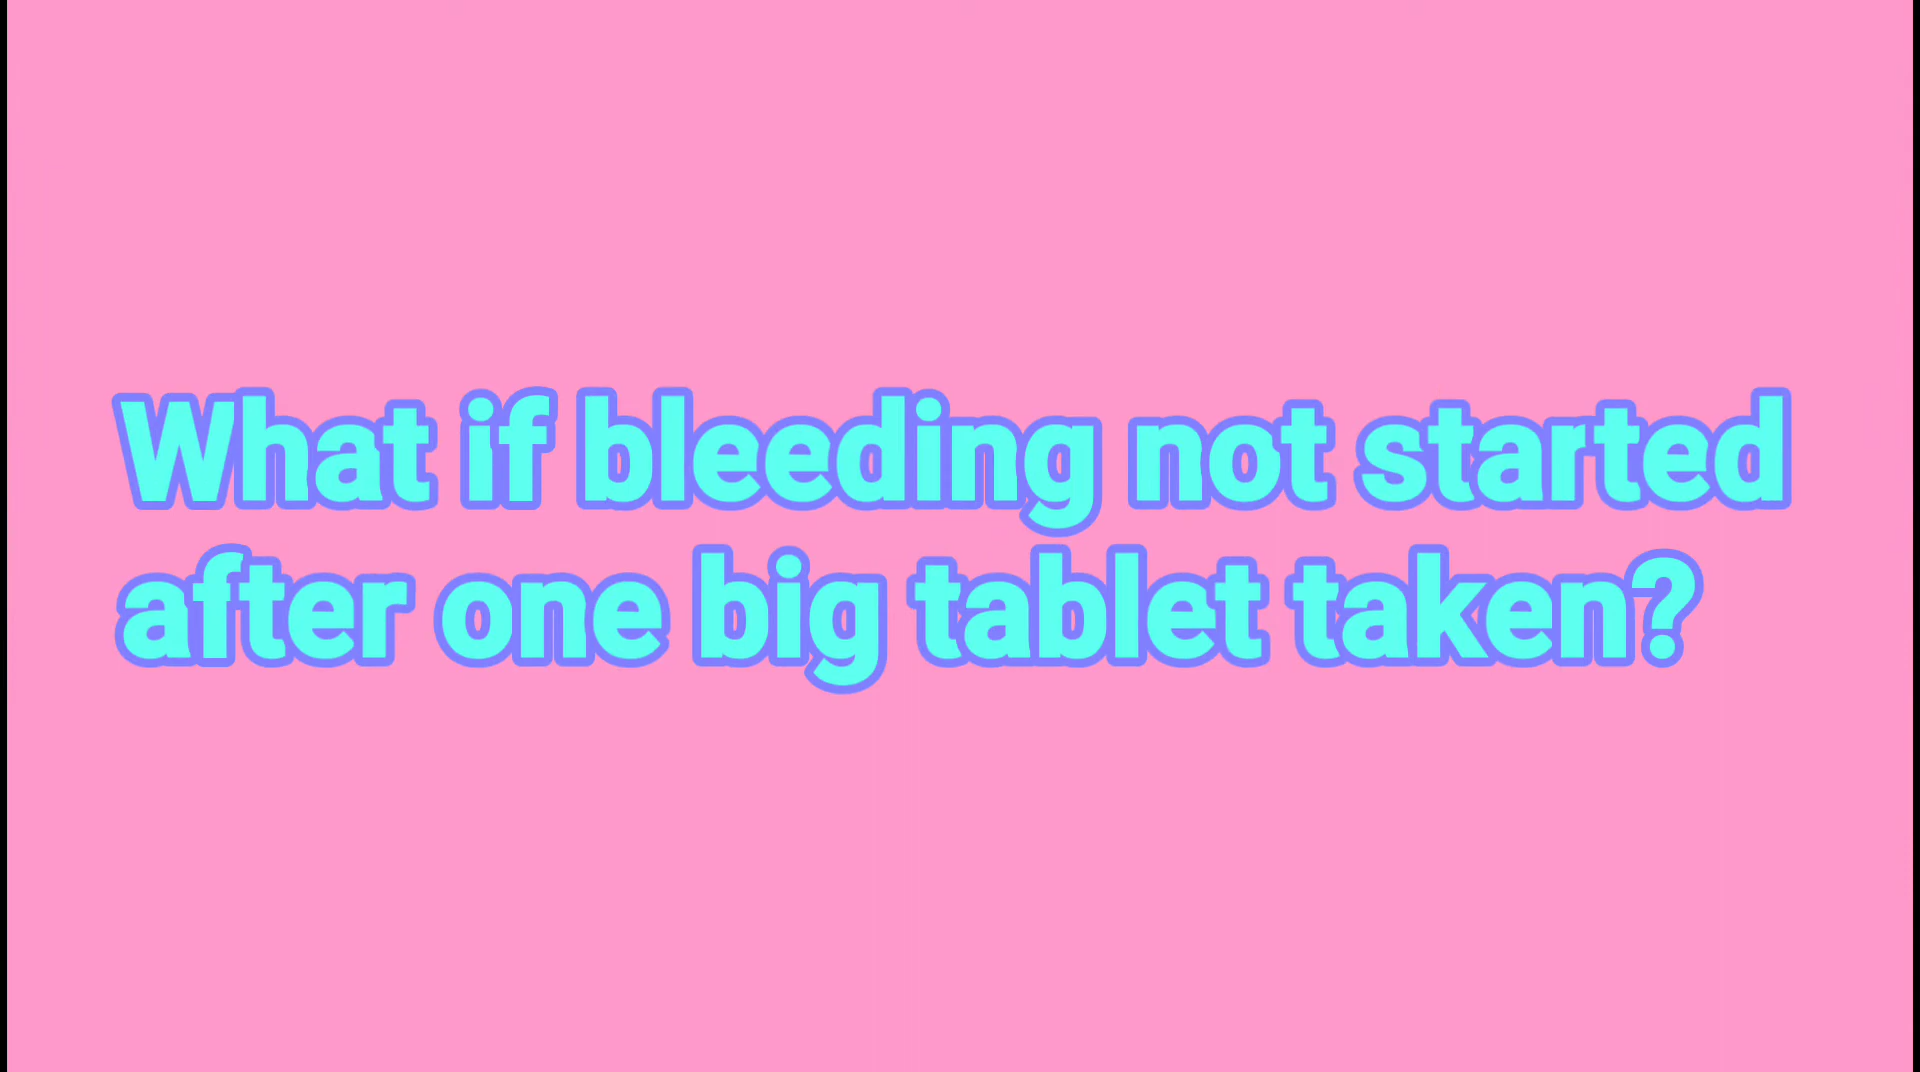 What if bleeding not started
after one big tablet taken?